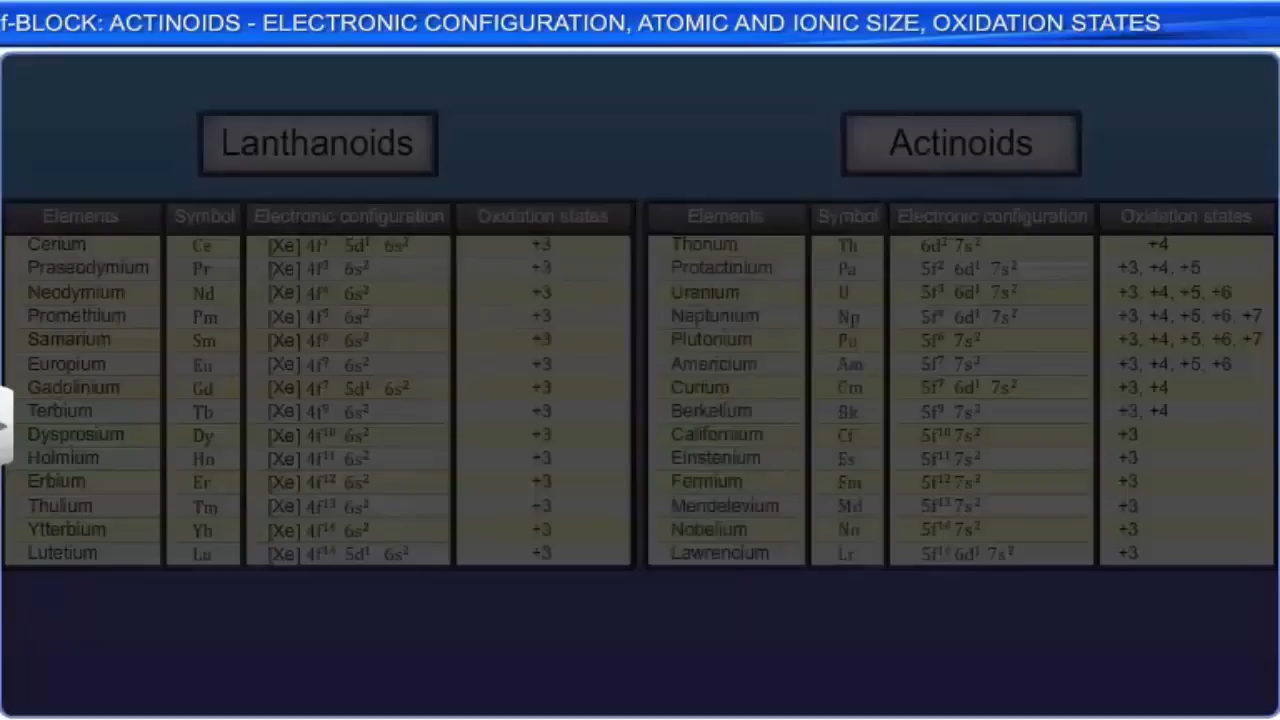 f-BLOCK: ACTINOIDS - ELECTRONIC CONFIGURATION, ATOMIC AND IONIC SIZE, OXIDATION STATES
Lanthanoids Actinoids
Elements Symbol Electronic configuration Oxidation states Elements Symbol Electronic configuration Oxidation states
Cerium Ce [Xe] 4f¹ 5d¹ 6s² +3 Thorium Th 6d² 7s² +4
Praseodymium Pr [Xe] 4f³ 6s² +3 Protactinium Pa 5f² 6d¹ 7s² +3, +4, +5
Neodymium Nd [Xe] 4f⁴ 6s² +3 Uranium U 5f³ 6d¹ 7s² +3, +4, +5, +6
Promethium Pm [Xe] 4f⁵ 6s² +3 Neptunium Np 5f⁴ 6d¹ 7s² +3, +4, +5, +6, +7
Samarium Sm [Xe] 4f⁶ 6s² +3 Plutonium Pu 5f⁶ 7s² +3, +4, +5, +6, +7
Europium Eu [Xe] 4f⁷ 6s² +3 Americium Am 5f⁷ 7s² +3, +4, +5, +6
Gadolinium Gd [Xe] 4f⁷ 5d¹ 6s² +3 Curium Cm 5f⁷ 6d¹ 7s² +3, +4
Terbium Tb [Xe] 4f⁹ 6s² +3 Berkelium Bk 5f⁹ 7s² +3, +4
Dysprosium Dy [Xe] 4f¹⁰ 6s² +3 Californium Cf 5f¹⁰ 7s² +3
Holmium Ho [Xe] 4f¹¹ 6s² +3 Einstenium Es 5f¹¹ 7s² +3
Erbium Er [Xe] 4f¹² 6s² +3 Fermium Fm 5f¹² 7s² +3
Thulium Tm [Xe] 4f¹³ 6s² +3 Mendelevium Md 5f¹³ 7s² +3
Ytterbium Yb [Xe] 4f¹⁴ 6s² +3 Nobelium No 5f¹⁴ 7s² +3
Lutetium Lu [Xe] 4f¹⁴ 5d¹ 6s² +3 Lawrencium Lr 5f¹⁴ 6d¹ 7s² +3